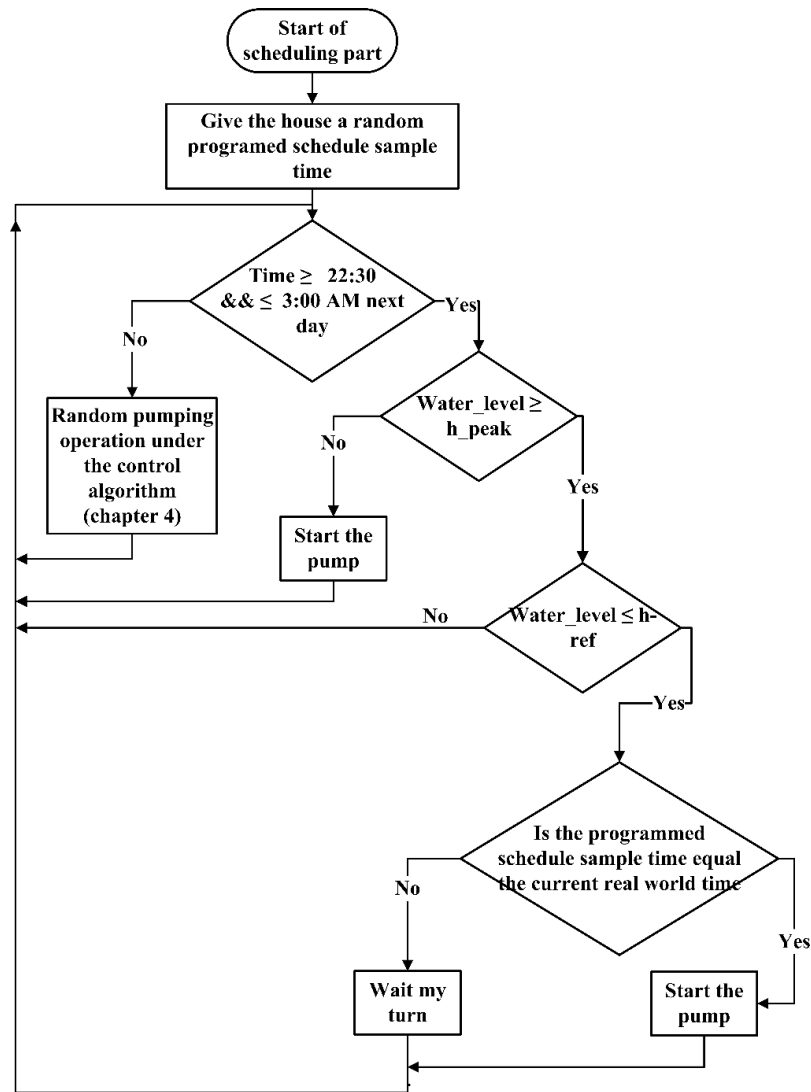 Start of
scheduling part
Give the house a random
programed schedule sample
time
Time ≥ 22:30
&& ≤ 3:00 AM next
day
Yes
No
Water_level ≥
h_peak
Random pumping
operation under
the control
algorithm
(chapter 4)
No
Yes
Start the
pump
No
Water_level ≤ h-
ref
Yes
Is the programmed
schedule sample time equal
the current real world time
No
Yes
Wait my
turn
Start the
pump